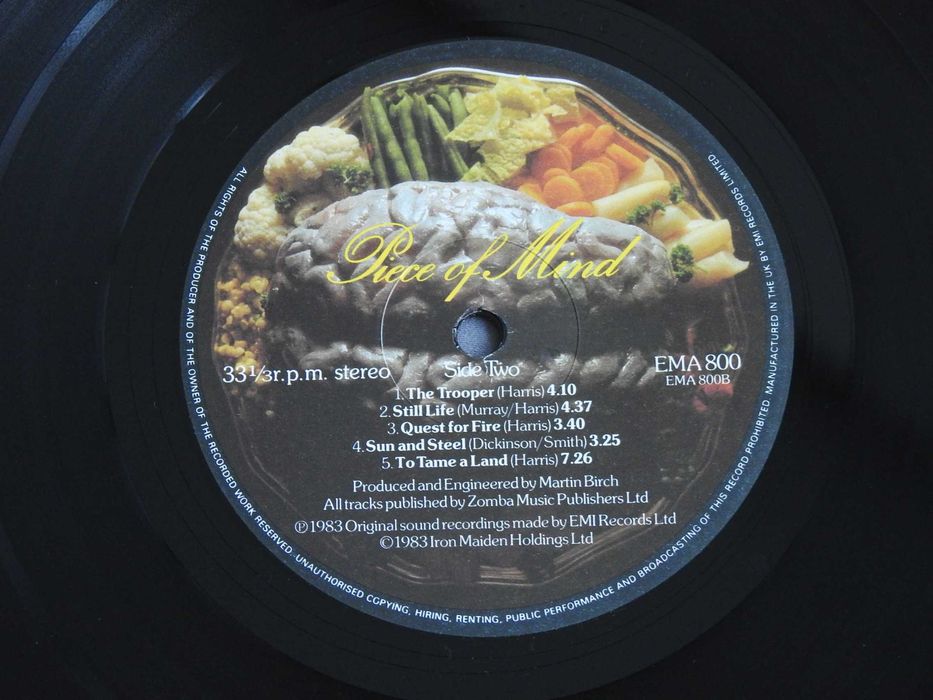 Piece of Mind
33 1/3 r.p.m. stereo
Side Two
EMA 800
EMA 800B
1. The Trooper (Harris) 4.10
2. Still Life (Murray/Harris) 4.37
3. Quest for Fire (Harris) 3.40
4. Sun and Steel (Dickinson/Smith) 3.25
5. To Tame a Land (Harris) 7.26
Produced and Engineered by Martin Birch
All tracks published by Zomba Music Publishers Ltd
℗ 1983 Original sound recordings made by EMI Records Ltd
© 1983 Iron Maiden Holdings Ltd
ALL RIGHTS OF THE PRODUCER AND OF THE OWNER OF THE RECORDED WORK RESERVED. UNAUTHORISED COPYING, HIRING, RENTING, PUBLIC PERFORMANCE AND BROADCASTING OF THIS RECORD PROHIBITED. MANUFACTURED IN THE UK BY EMI RECORDS LIMITED